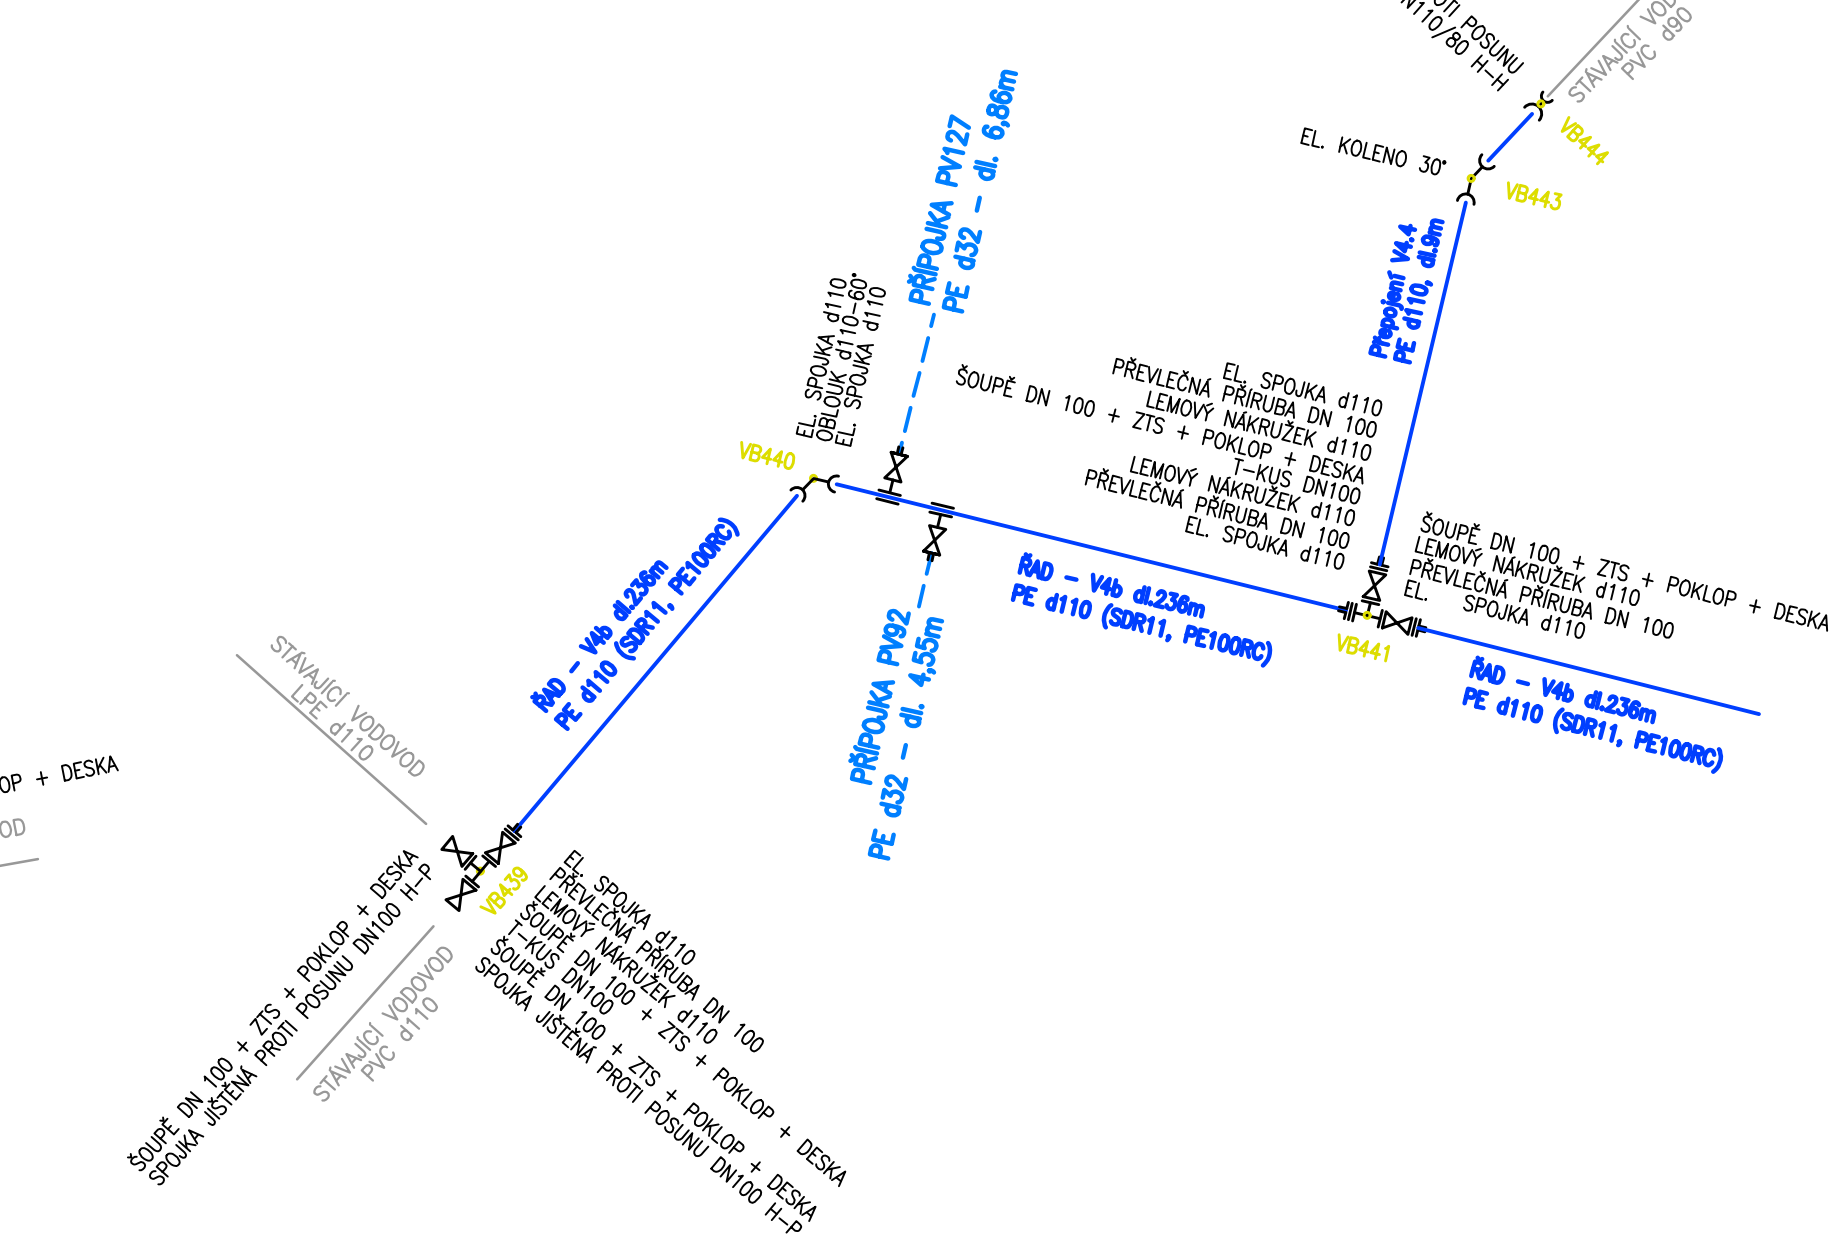 OTI POSUNU
N110/80 H-H
STÁVAJÍCÍ
PVC d90
VB444
EL. KOLENO 30°
VB443
Přepojení V4.4
PE d110, dl.9m
PŘÍPOJKA PV127
PE d32 - dl. 6,86m
EL. SPOJKA d110
OBLOUK d110-60°
EL. SPOJKA d110
VB440
EL. SPOJKA d110
PŘEVLEČNÁ PŘÍRUBA DN 100
LEMOVÝ NÁKRUŽEK d110
ŠOUPĚ DN 100 + ZTS + POKLOP + DESKA
T-KUS DN100
LEMOVÝ NÁKRUŽEK d110
PŘEVLEČNÁ PŘÍRUBA DN 100
EL. SPOJKA d110
ŠOUPĚ DN 100 + ZTS + POKLOP + DESKA
LEMOVÝ NÁKRUŽEK d110
PŘEVLEČNÁ PŘÍRUBA DN 100
EL. SPOJKA d110
VB441
ŘAD - V4b dl.236m
PE d110 (SDR11, PE100RC)
ŘAD - V4b dl.236m
PE d110 (SDR11, PE100RC)
ŘAD - V4b dl.236m
PE d110 (SDR11, PE100RC)
PŘÍPOJKA PV92
PE d32 - dl. 4,55m
STÁVAJÍCÍ VODOVOD
LPE d110
OP + DESKA
OD
VB439
ŠOUPĚ DN 100 + ZTS + POKLOP + DESKA
SPOJKA JIŠTĚNÁ PROTI POSUNU DN100 H-P
STÁVAJÍCÍ VODOVOD
PVC d110
EL. SPOJKA d110
PŘEVLEČNÁ PŘÍRUBA DN 100
LEMOVÝ NÁKRUŽEK d110
ŠOUPĚ DN 100 + ZTS + POKLOP + DESKA
T-KUS DN100
ŠOUPĚ DN 100 + ZTS + POKLOP + DESKA
SPOJKA JIŠTĚNÁ PROTI POSUNU DN100 H-P